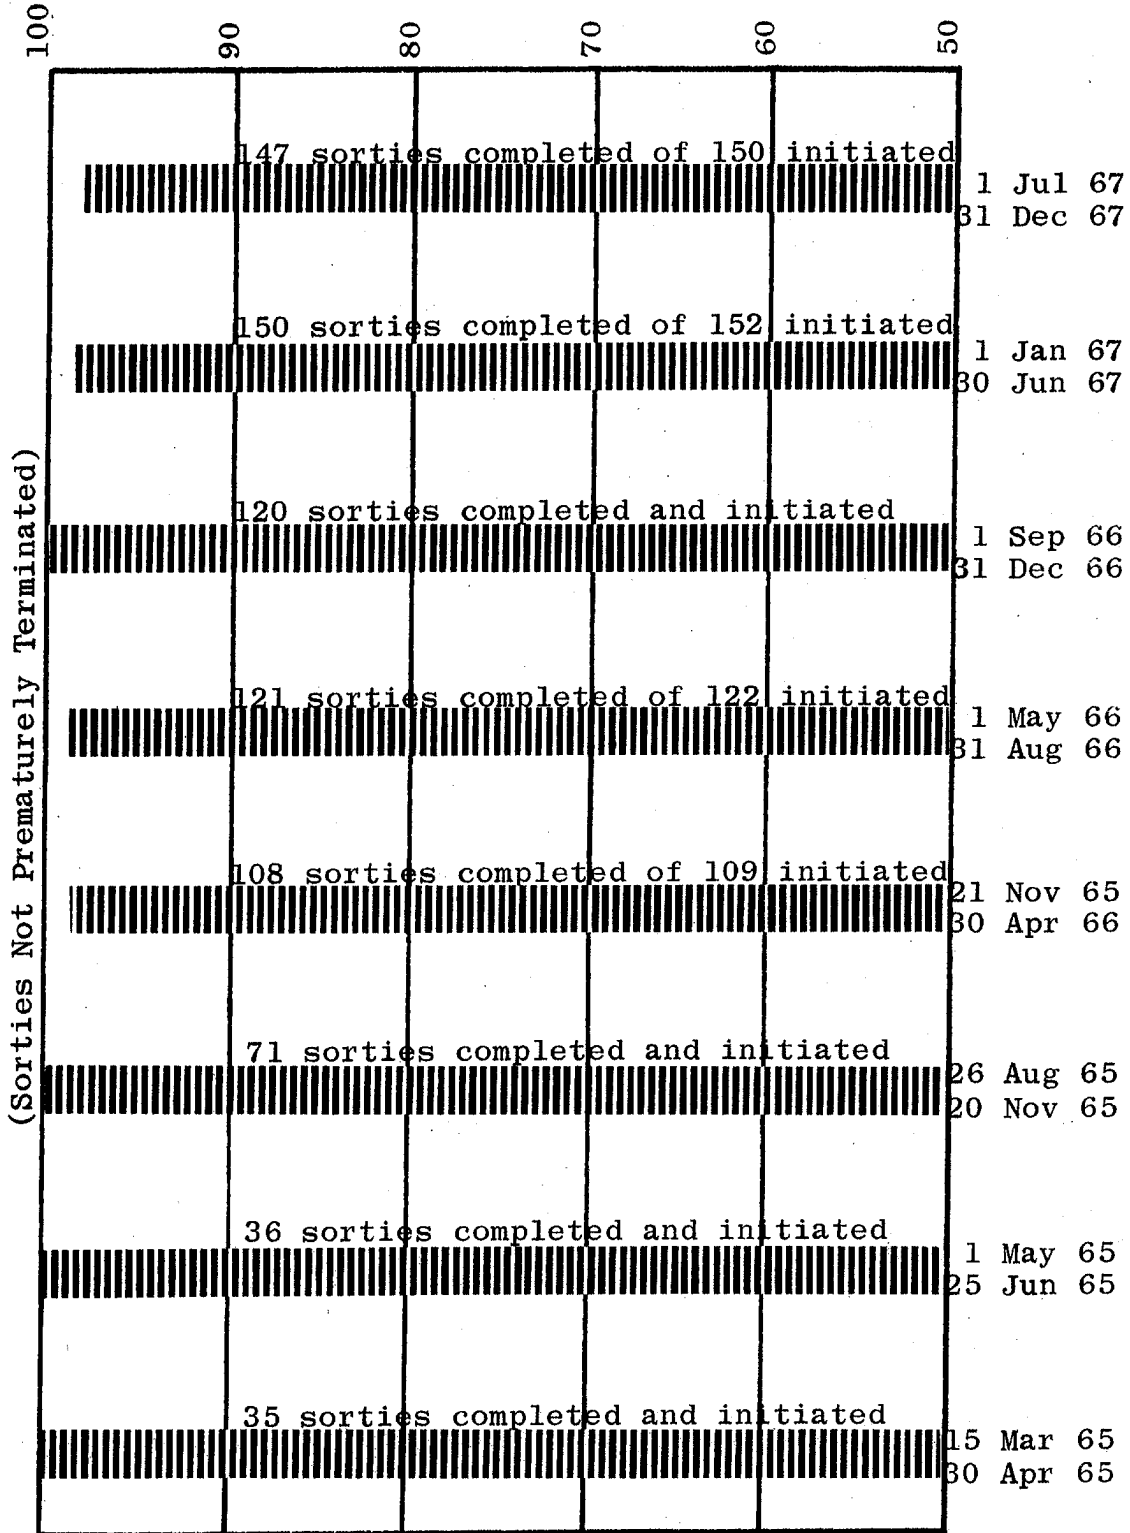 100
90
80
70
60
50
147 sorties completed of 150 initiated
1 Jul 67
31 Dec 67
150 sorties completed of 152 initiated
1 Jan 67
30 Jun 67
120 sorties completed and initiated
1 Sep 66
31 Dec 66
121 sorties completed of 122 initiated
1 May 66
31 Aug 66
108 sorties completed of 109 initiated
21 Nov 65
30 Apr 66
71 sorties completed and initiated
26 Aug 65
20 Nov 65
36 sorties completed and initiated
1 May 65
25 Jun 65
35 sorties completed and initiated
15 Mar 65
30 Apr 65
(Sorties Not Prematurely Terminated)